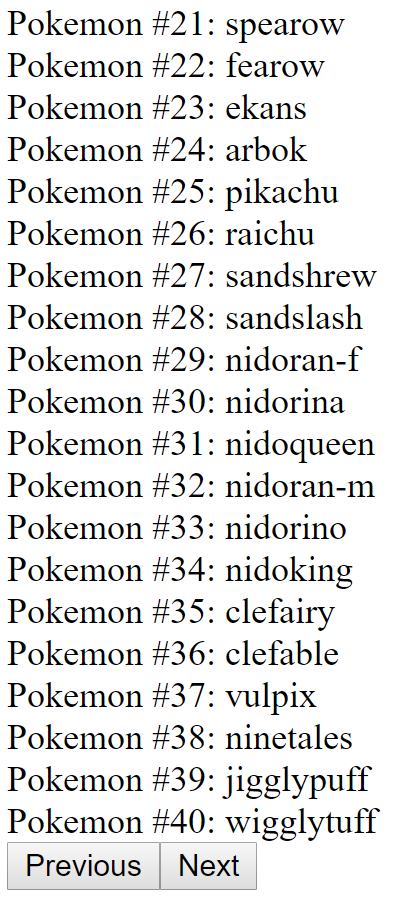 Pokemon #21: spearow
Pokemon #22: fearow
Pokemon #23: ekans
Pokemon #24: arbok
Pokemon #25: pikachu
Pokemon #26: raichu
Pokemon #27: sandshrew
Pokemon #28: sandslash
Pokemon #29: nidoran-f
Pokemon #30: nidorina
Pokemon #31: nidoqueen
Pokemon #32: nidoran-m
Pokemon #33: nidorino
Pokemon #34: nidoking
Pokemon #35: clefairy
Pokemon #36: clefable
Pokemon #37: vulpix
Pokemon #38: ninetales
Pokemon #39: jigglypuff
Pokemon #40: wigglytuff
Previous Next